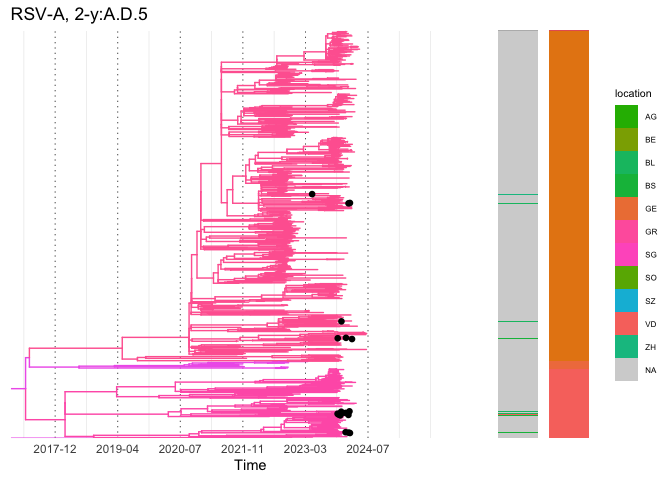 RSV-A, 2-y:A.D.5
location
AG
BE
BL
BS
GE
GR
SG
SO
SZ
VD
ZH
NA
2017-12 2019-04 2020-07 2021-11 2023-03 2024-07
Time